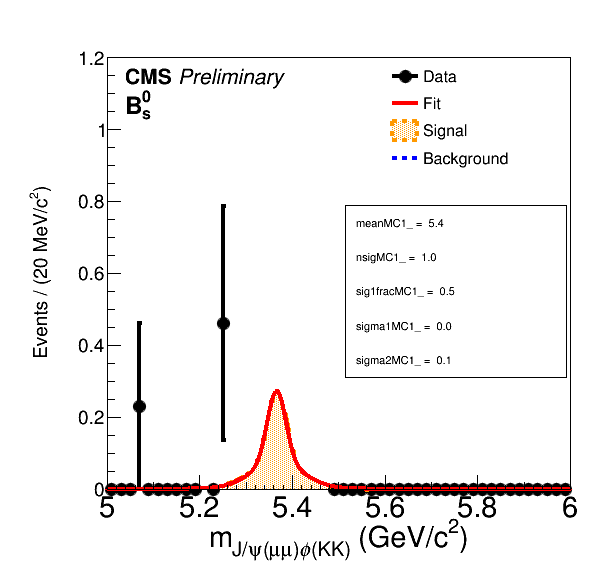 CMS Preliminary
B⁰ₛ
Data
Fit
Signal
Background
meanMC1_ = 5.4
nsigMC1_ = 1.0
sig1fracMC1_ = 0.5
sigma1MC1_ = 0.0
sigma2MC1_ = 0.1
Events / (20 MeV/c²)
1.2
1
0.8
0.6
0.4
0.2
0
5 5.2 5.4 5.6 5.8 6
m_J/ψ(μμ)ϕ(KK) (GeV/c²)